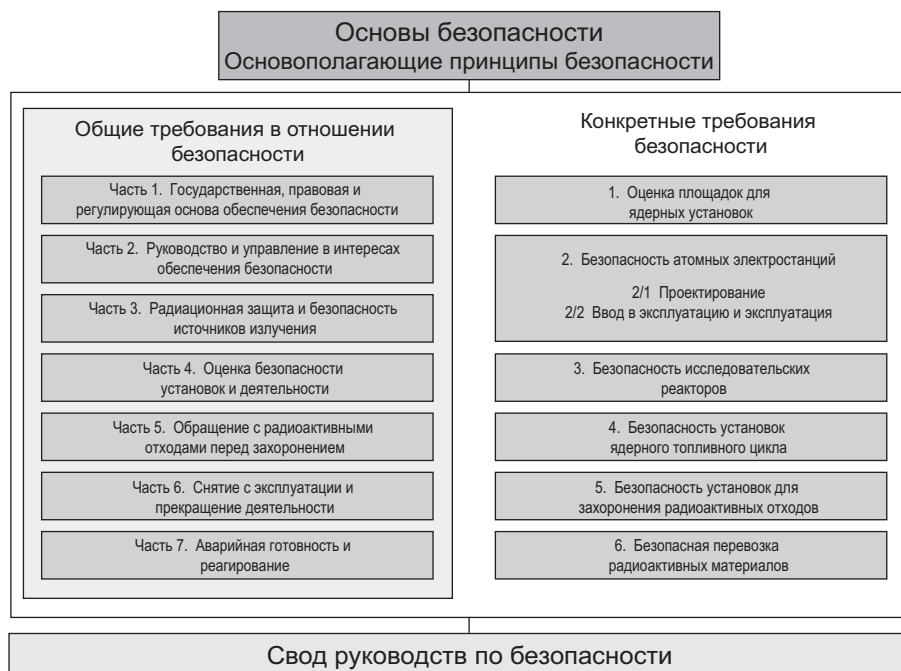 Основы безопасности
Основополагающие принципы безопасности
Общие требования в отношении
безопасности
Часть 1. Государственная, правовая и
регулирующая основа обеспечения безопасности
Часть 2. Руководство и управление в интересах
обеспечения безопасности
Часть 3. Радиационная защита и безопасность
источников излучения
Часть 4. Оценка безопасности
установок и деятельности
Часть 5. Обращение с радиоактивными
отходами перед захоронением
Часть 6. Снятие с эксплуатации и
прекращение деятельности
Часть 7. Аварийная готовность и
реагирование
Конкретные требования
безопасности
1. Оценка площадок для
ядерных установок
2. Безопасность атомных электростанций
2/1 Проектирование
2/2 Ввод в эксплуатацию и эксплуатация
3. Безопасность исследовательских
реакторов
4. Безопасность установок
ядерного топливного цикла
5. Безопасность установок для
захоронения радиоактивных отходов
6. Безопасная перевозка
радиоактивных материалов
Свод руководств по безопасности